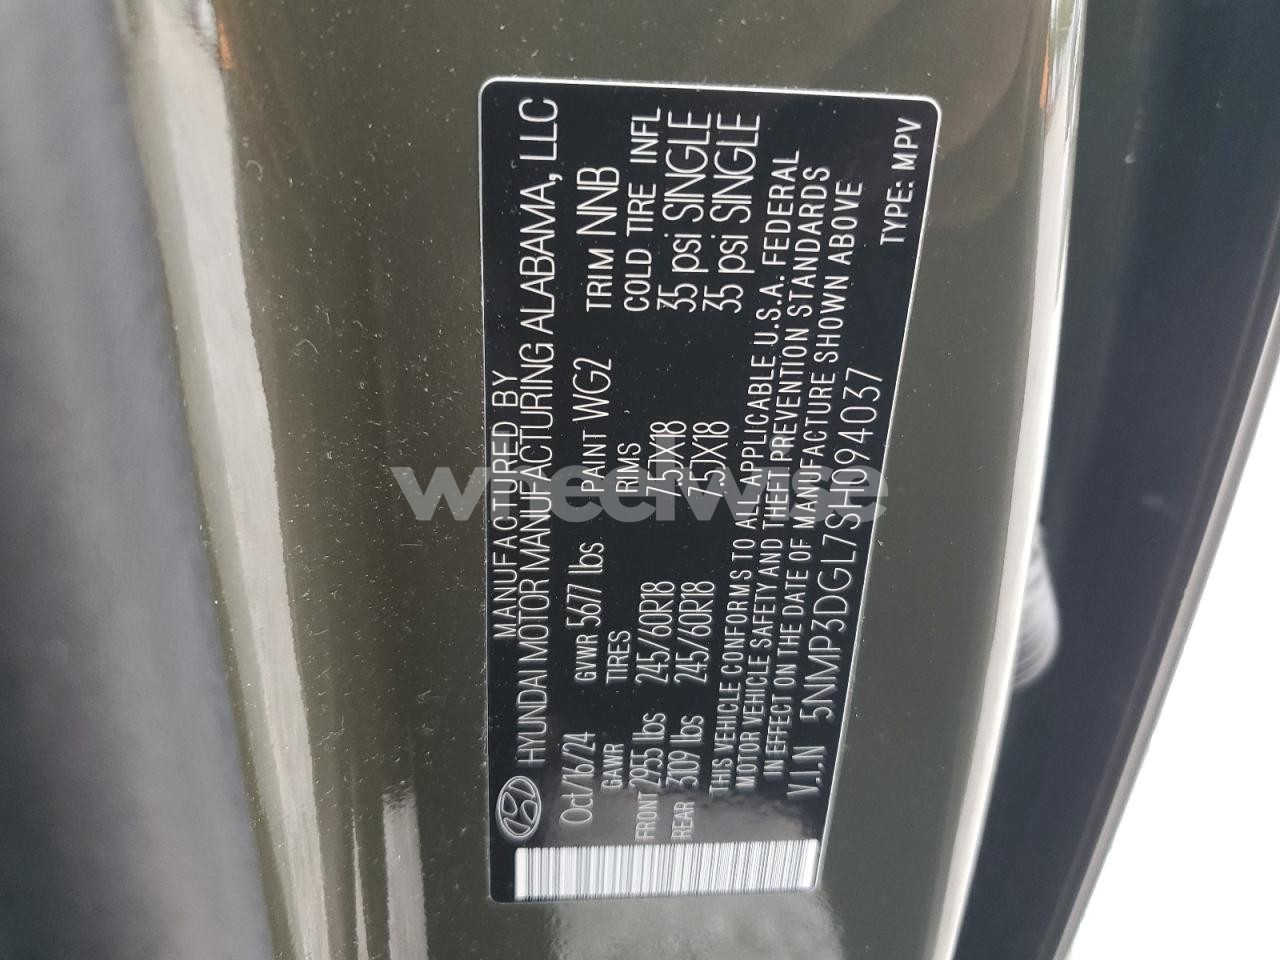 MANUFACTURED BY
HYUNDAI MOTOR MANUFACTURING ALABAMA, LLC
Oct/16/24 GVWR 5677 lbs PAINT WG2 TRIM NNB
GAWR TIRES RIMS COLD TIRE INFL
FRONT 2955 lbs 245/60R18 7.5JX18 35 psi SINGLE
REAR 3109 lbs 245/60R18 7.5JX18 35 psi SINGLE
THIS VEHICLE CONFORMS TO ALL APPLICABLE U.S.A. FEDERAL
MOTOR VEHICLE SAFETY AND THEFT PREVENTION STANDARDS
IN EFFECT ON THE DATE OF MANUFACTURE SHOWN ABOVE
V.I.N 5NMP3DGL7SH094037 TYPE: MPV
wheelwise